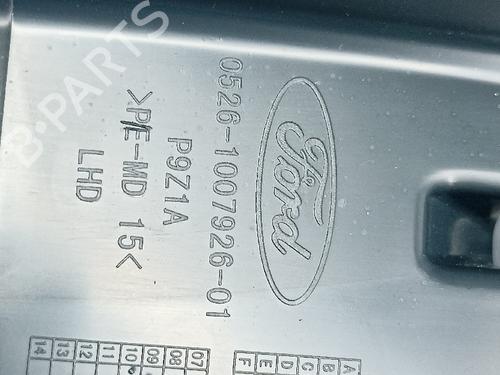 Ford
0526-1007926-01
P9Z1A
>PE-MD 15<
LHD
07
08
09
10
11
12
13
14
A
B
C
D
E
F
B-PARTS